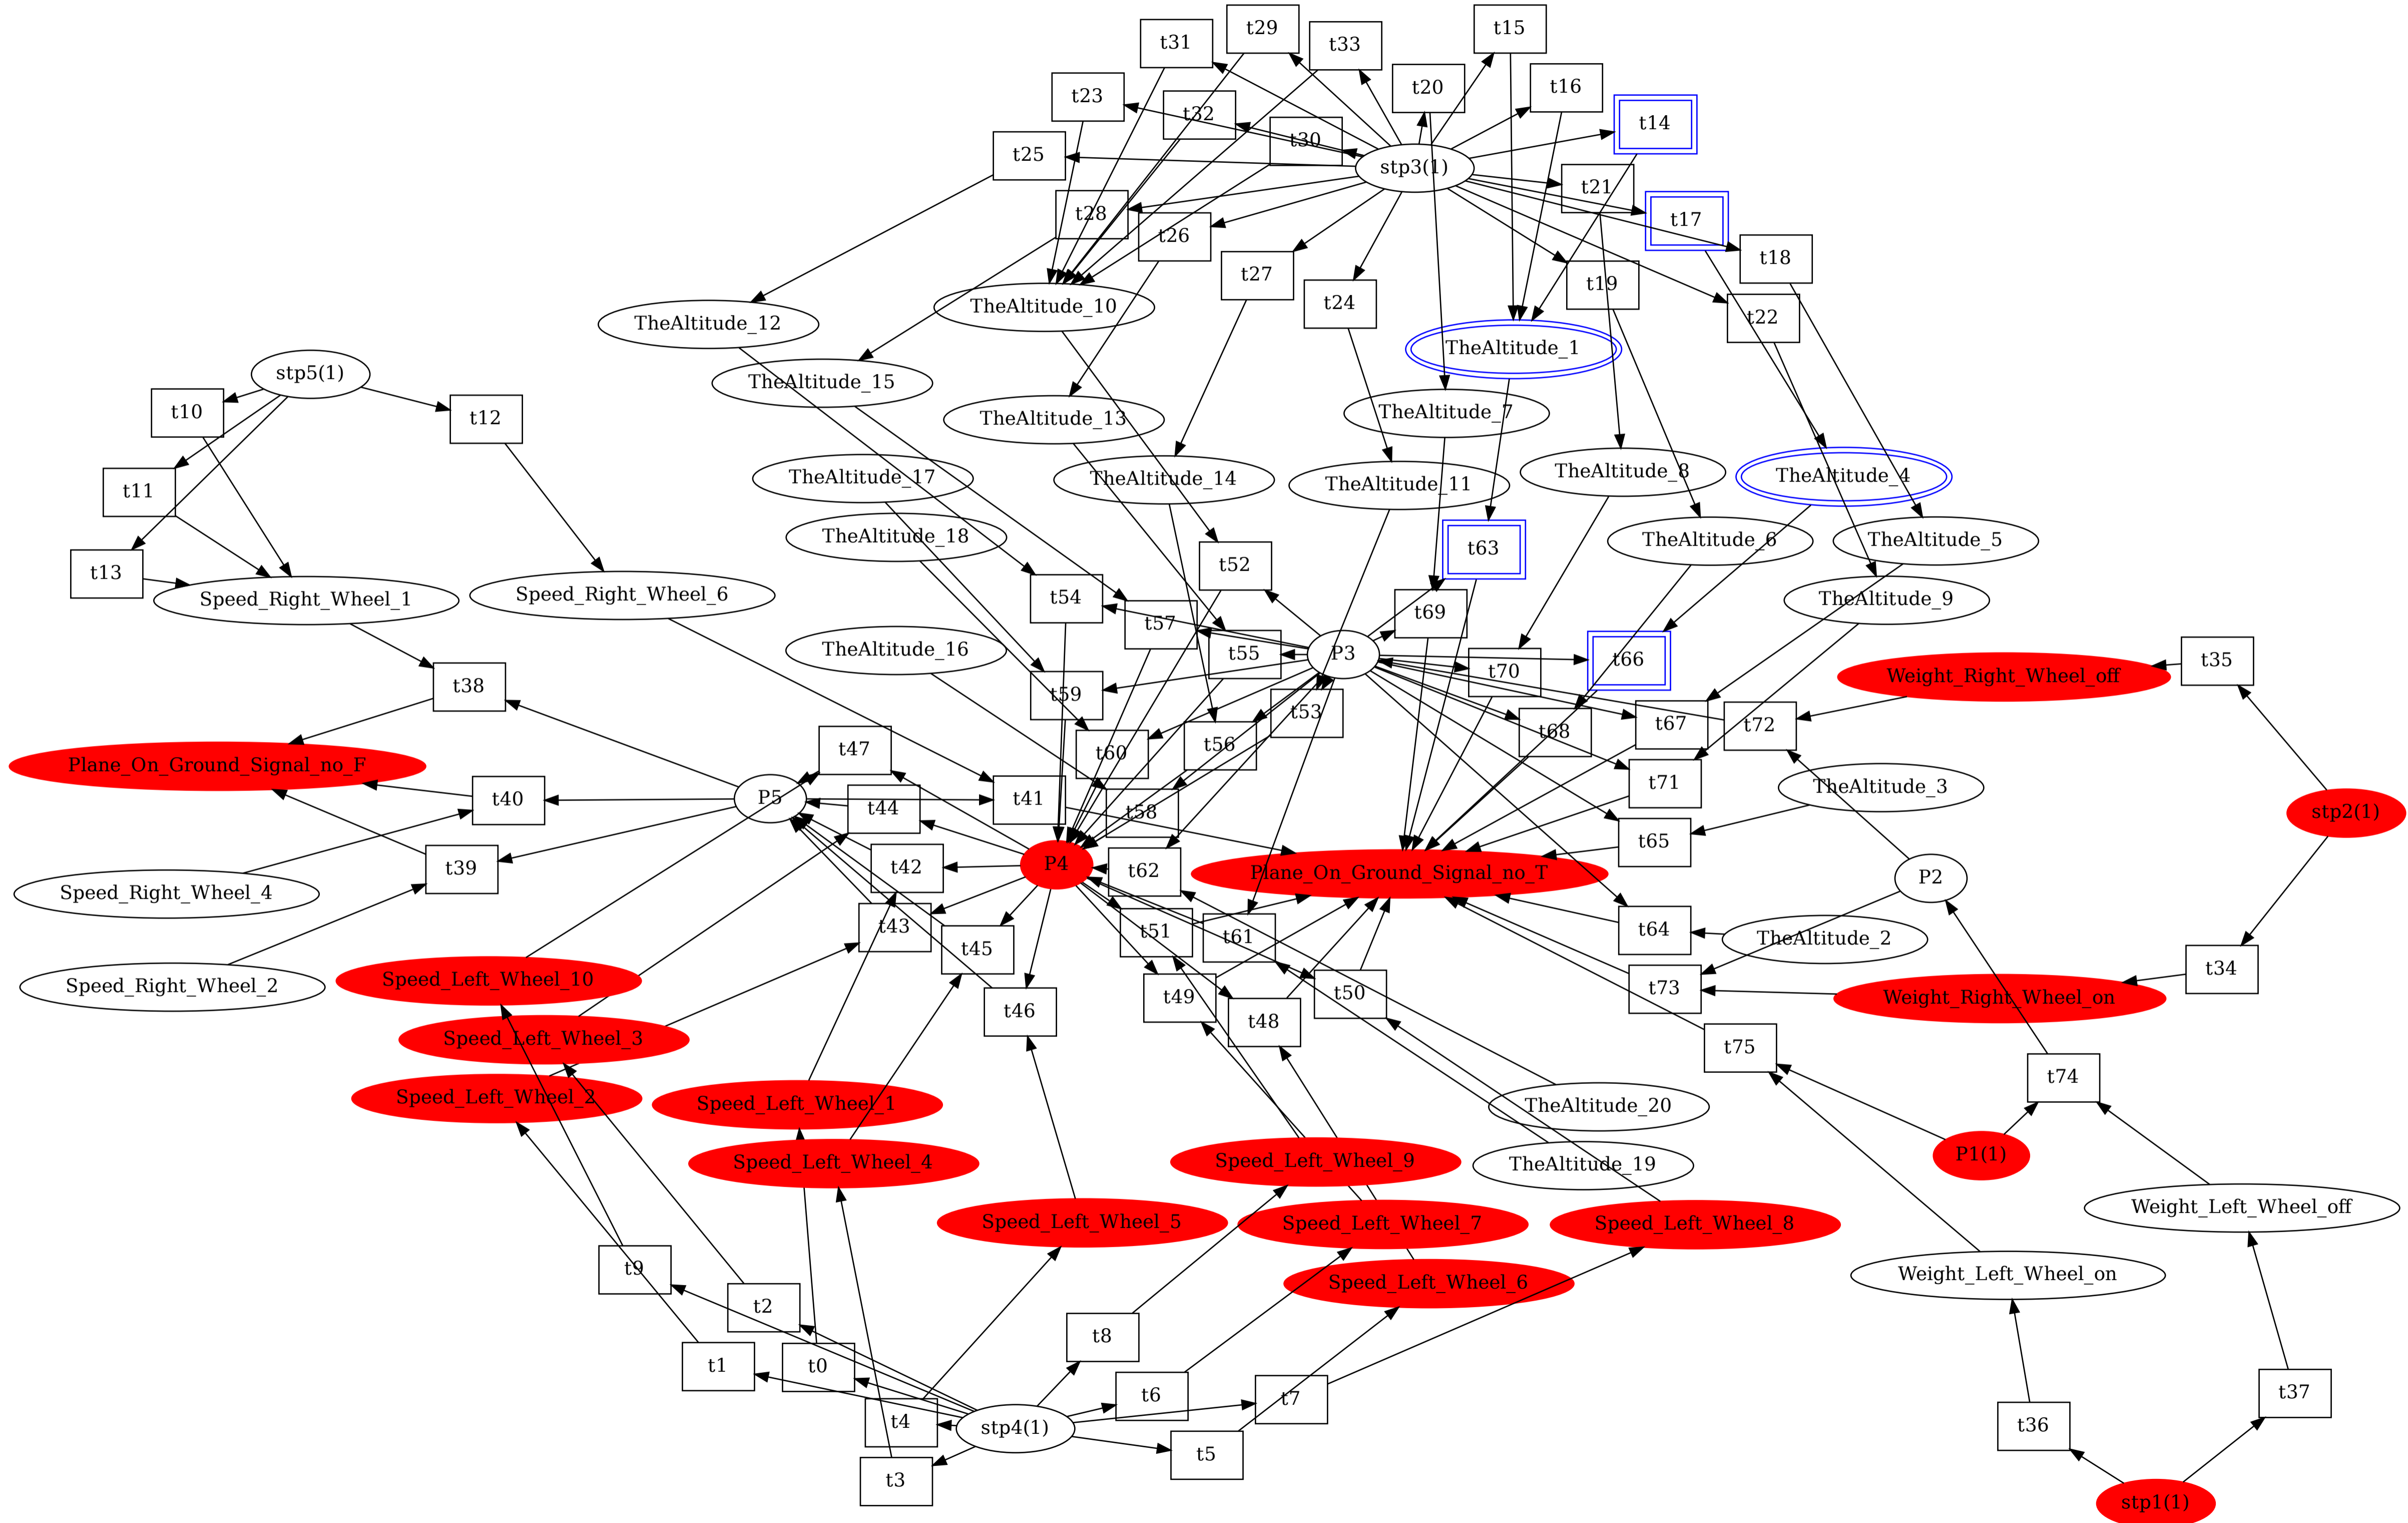 t29
t15
t31
t33
t20
t16
t23
t32
t14
t30
t25
stp3(1)
t21
t28
t17
t26
t18
t27
t19
t24
TheAltitude_10
t22
TheAltitude_12
TheAltitude_1
stp5(1)
TheAltitude_15
t10
TheAltitude_7
t12
TheAltitude_13
TheAltitude_8
TheAltitude_17
TheAltitude_14
TheAltitude_4
TheAltitude_11
t11
TheAltitude_18
TheAltitude_6
TheAltitude_5
t63
t52
t13
Speed_Right_Wheel_6
t54
Speed_Right_Wheel_1
TheAltitude_9
t69
t57
TheAltitude_16
t55
P3
t66
t35
t70
Weight_Right_Wheel_off
t38
t59
t53
t67
t72
t68
t56
t47
t60
Plane_On_Ground_Signal_no_F
t71
TheAltitude_3
P5
t40
t41
t44
t58
stp2(1)
t65
P4
t42
t62
t39
Plane_On_Ground_Signal_no_T
P2
Speed_Right_Wheel_4
t43
t64
t51
t61
TheAltitude_2
t45
t34
Speed_Left_Wheel_10
Speed_Right_Wheel_2
t73
t50
t49
Weight_Right_Wheel_on
t46
t48
Speed_Left_Wheel_3
t75
t74
Speed_Left_Wheel_2
Speed_Left_Wheel_1
TheAltitude_20
P1(1)
Speed_Left_Wheel_4
Speed_Left_Wheel_9
TheAltitude_19
Weight_Left_Wheel_off
Speed_Left_Wheel_5
Speed_Left_Wheel_7
Speed_Left_Wheel_8
t9
Weight_Left_Wheel_on
Speed_Left_Wheel_6
t2
t8
t1
t0
t37
t6
t7
t4
stp4(1)
t36
t5
t3
stp1(1)